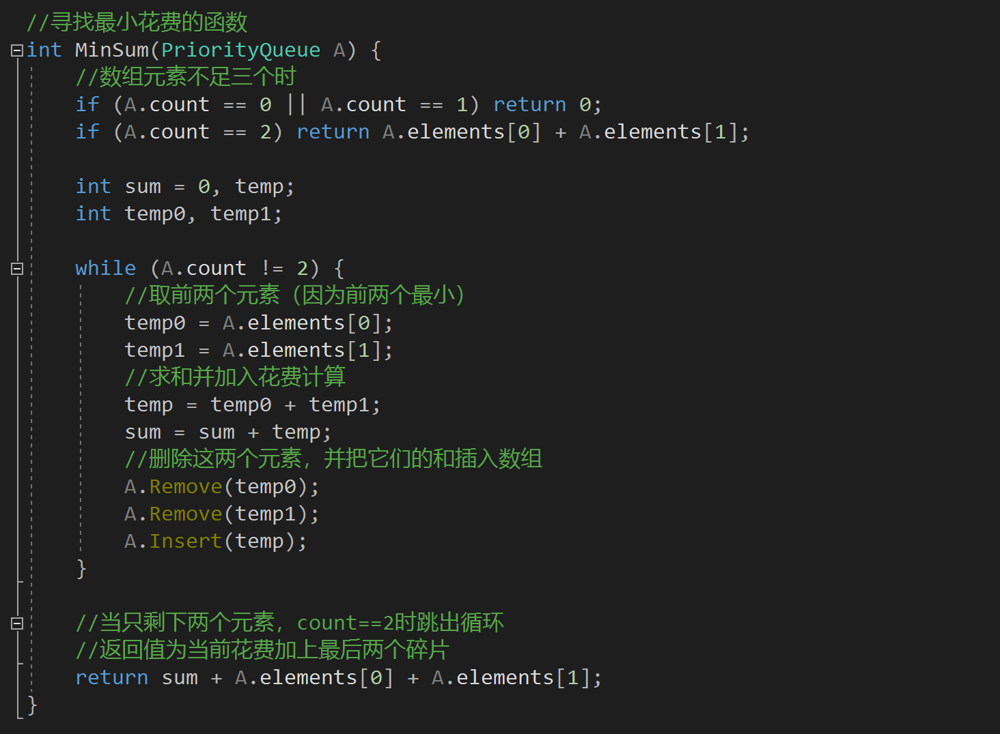 //寻找最小花费的函数
int MinSum(PriorityQueue A) {
    //数组元素不足三个时
    if (A.count == 0 || A.count == 1) return 0;
    if (A.count == 2) return A.elements[0] + A.elements[1];

    int sum = 0, temp;
    int temp0, temp1;

    while (A.count != 2) {
        //取前两个元素（因为前两个最小）
        temp0 = A.elements[0];
        temp1 = A.elements[1];
        //求和并加入花费计算
        temp = temp0 + temp1;
        sum = sum + temp;
        //删除这两个元素，并把它们的和插入数组
        A.Remove(temp0);
        A.Remove(temp1);
        A.Insert(temp);
    }

    //当只剩下两个元素，count==2时跳出循环
    //返回值为当前花费加上最后两个碎片
    return sum + A.elements[0] + A.elements[1];
}